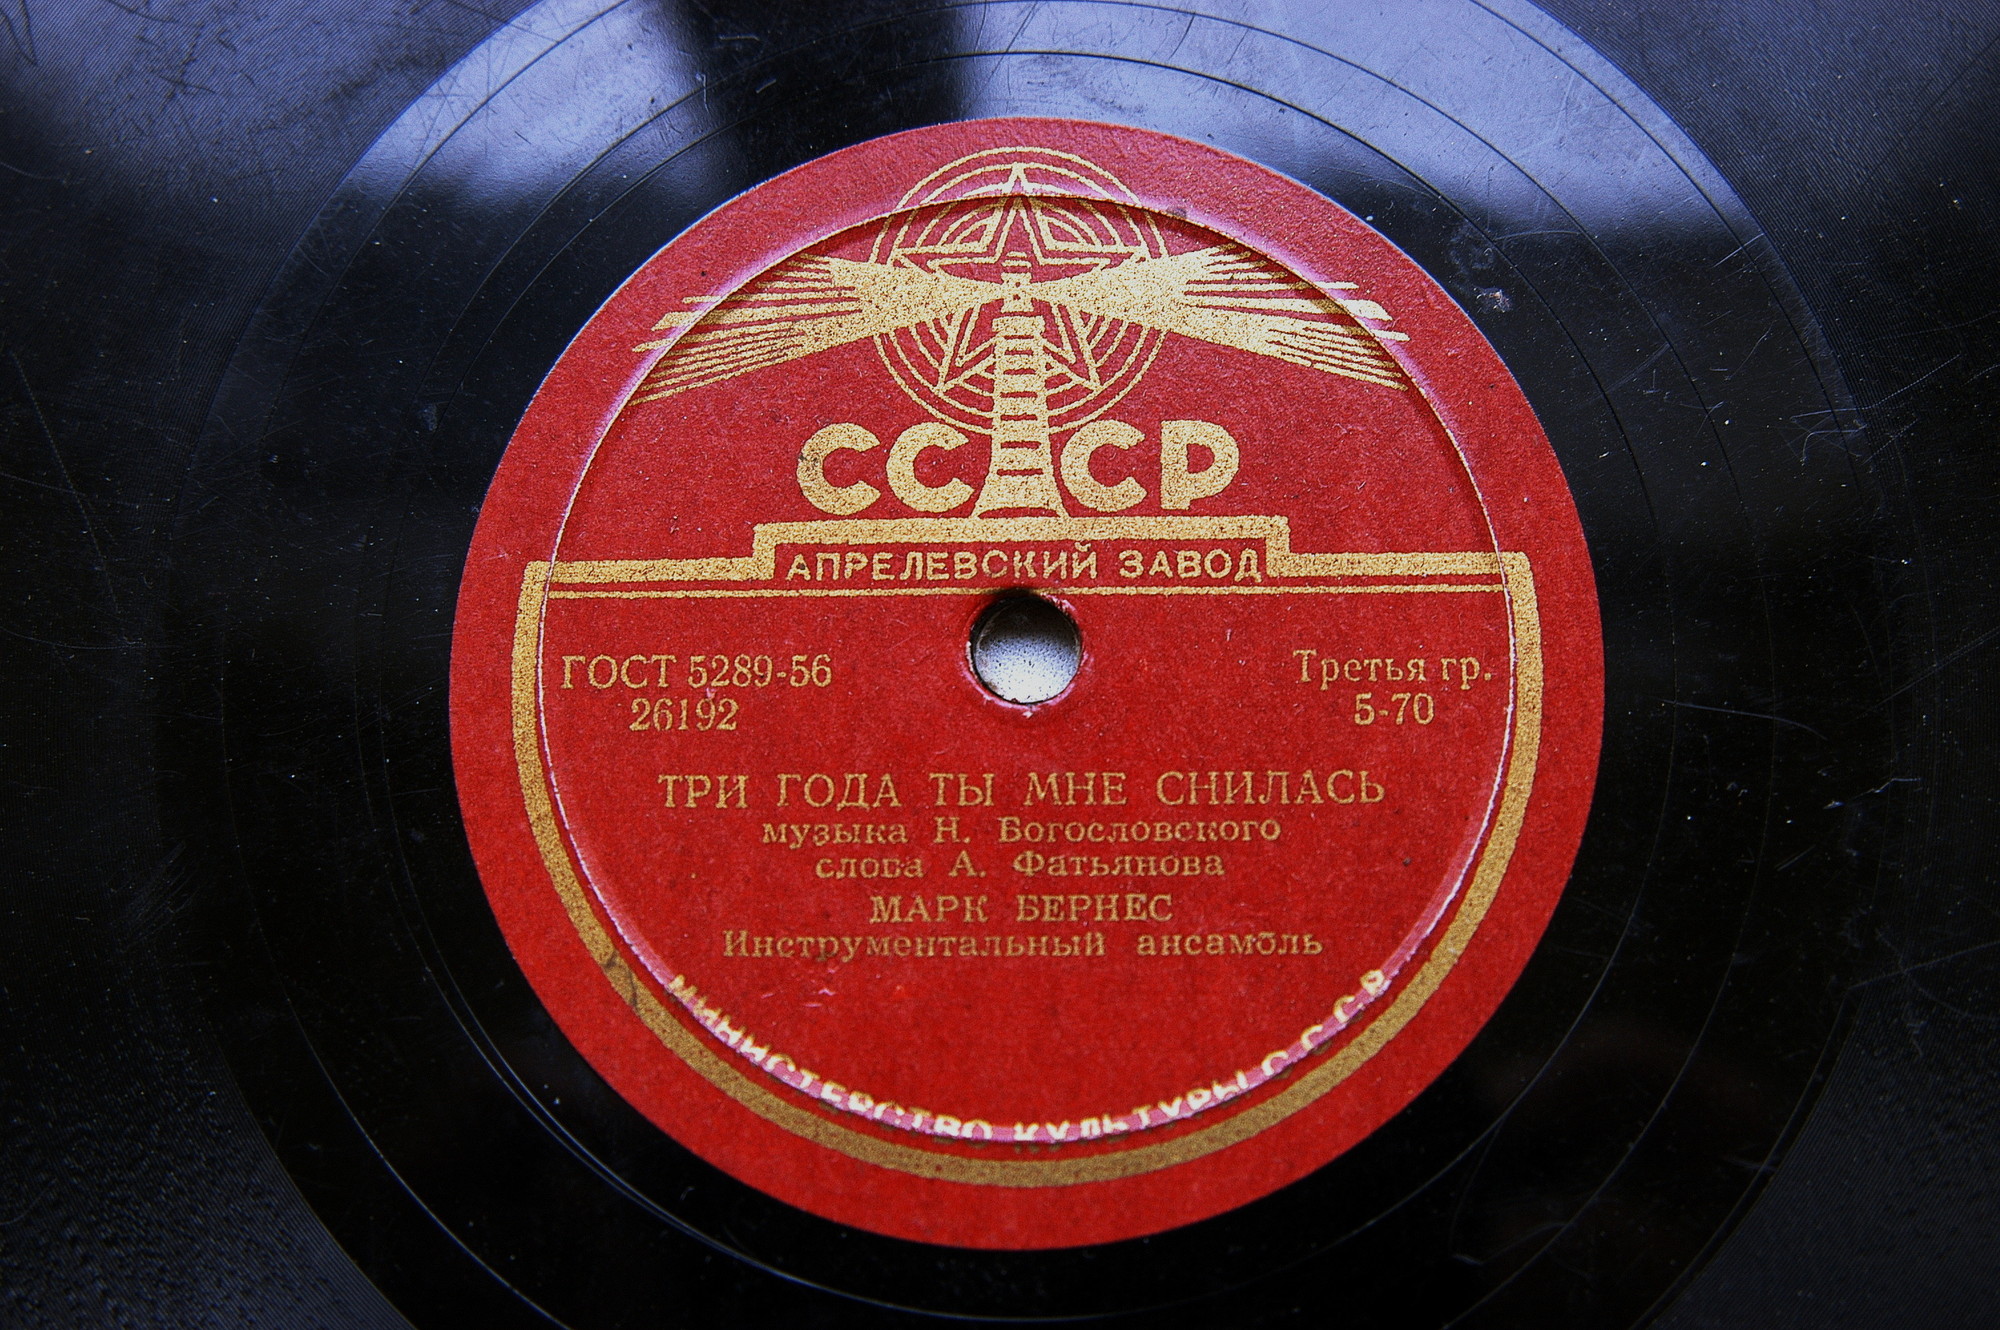 СССР
АПРЕЛЕВСКИЙ ЗАВОД
ГОСТ 5289-56
26192
Третья гр.
5-70
ТРИ ГОДА ТЫ МНЕ СНИЛАСЬ
музыка Н. Богословского
слова А. Фатьянова
МАРК БЕРНЕС
Инструментальный ансамбль
МИНИСТЕРСТВО КУЛЬТУРЫ СССР